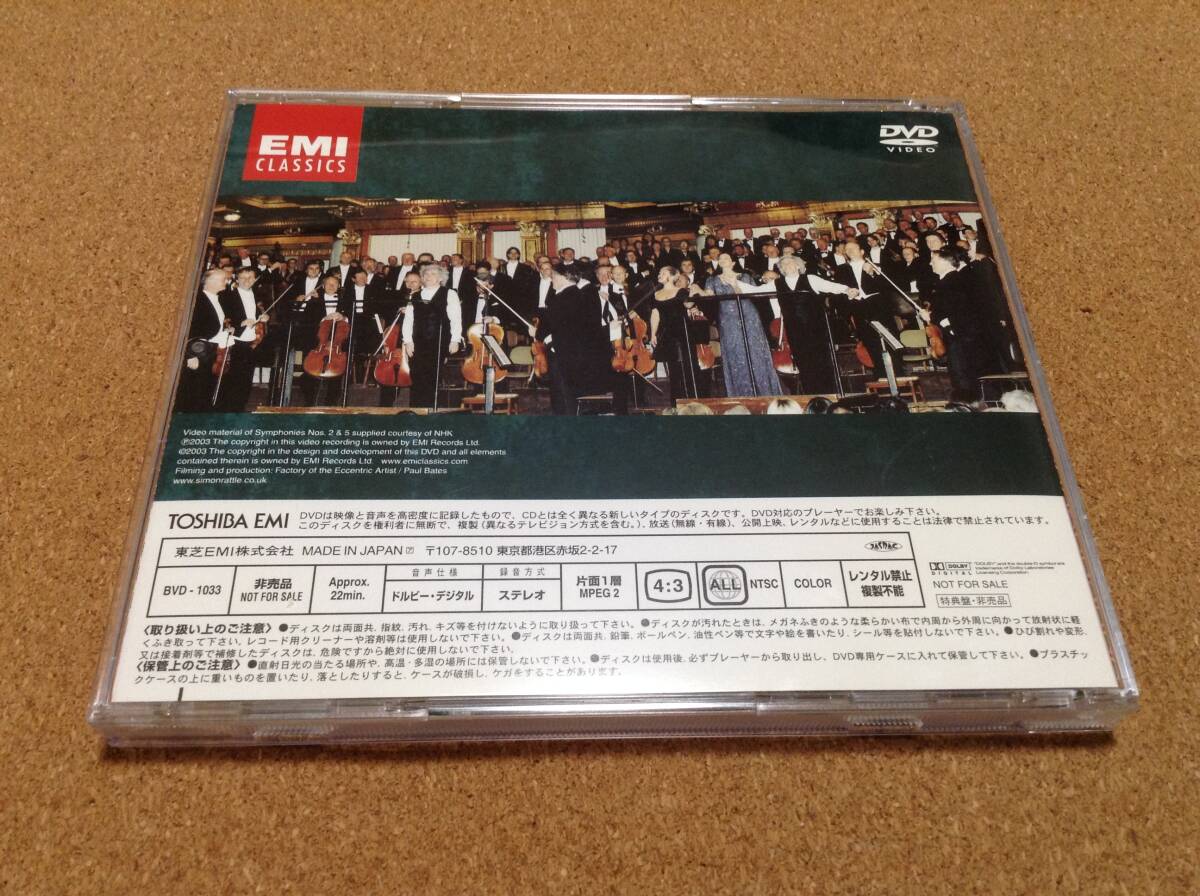 EMI
CLASSICS
DVD
VIDEO
Video material of Symphonies Nos. 2 & 5 supplied courtesy of NHK
℗2003 The copyright in this video recording is owned by EMI Records Ltd.
©2003 The copyright in the design and development of this DVD and all elements
contained therein is owned by EMI Records Ltd. www.emiclassics.com
Filming and production: Factory of the Eccentric Artist / Paul Bates
www.simonrattle.co.uk
TOSHIBA EMI
DVDは映像と音声を高密度に記録したもので、CDとは全く異なる新しいタイプのディスクです。DVD対応のプレーヤーでお楽しみ下さい。
このディスクを権利者に無断で、複製(異なるテレビジョン方式を含む。)、放送(無線・有線)、公開上映、レンタルなどに使用することは法律で禁止されています。
東芝EMI株式会社 MADE IN JAPAN 〒107-8510 東京都港区赤坂2-2-17
JASRAC
BVD - 1033
非売品
NOT FOR SALE
Approx.
22min.
音声仕様
ドルビー・デジタル
録音方式
ステレオ
片面1層
MPEG 2
4:3
ALL
NTSC
COLOR
レンタル禁止
複製不能
DOLBY
DIGITAL
"DOLBY" and the double-D symbol are
trademarks of Dolby Laboratories
Licensing Corporation.
NOT FOR SALE
特典盤・非売品
〈取り扱い上のご注意〉●ディスクは両面共、指紋、汚れ、キズ等を付けないように取り扱って下さい。●ディスクが汚れたときは、メガネふきのような柔らかい布で内周から外周に向かって放射状に軽
くふき取って下さい。レコード用クリーナーや溶剤等は使用しないで下さい。●ディスクは両面共、鉛筆、ボールペン、油性ペン等で文字や絵を書いたり、シール等を貼付しないで下さい。●ひび割れや変形、
又は接着剤等で補修したディスクは、危険ですから絶対に使用しないで下さい。
〈保管上のご注意〉●直射日光の当たる場所や、高温・多湿の場所には保管しないで下さい。●ディスクは使用後、必ずプレーヤーから取り出し、DVD専用ケースに入れて保管して下さい。●プラスチッ
クケースの上に重いものを置いたり、落としたりすると、ケースが破損し、ケガをすることがあります。